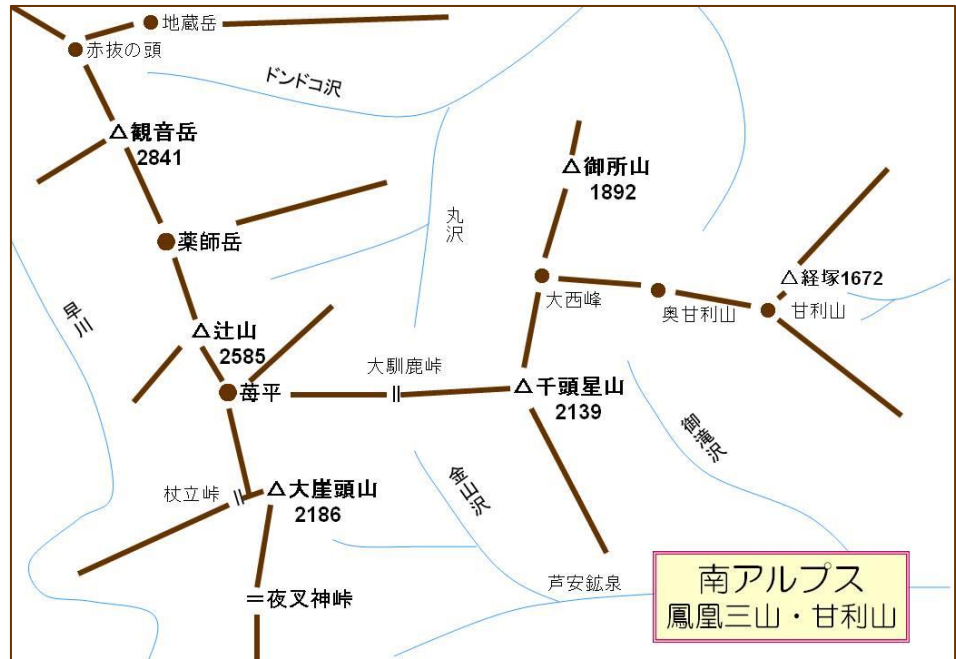 地蔵岳
赤抜の頭
ドンドコ沢
△観音岳
2841
△御所山
1892
丸沢
薬師岳
△経塚1672
大西峰
奥甘利山
甘利山
早川
△辻山
2585
大馴鹿峠
苺平
△千頭星山
2139
御滝沢
金山沢
杖立峠
△大崖頭山
2186
芦安鉱泉
夜叉神峠
南アルプス
鳳凰三山・甘利山